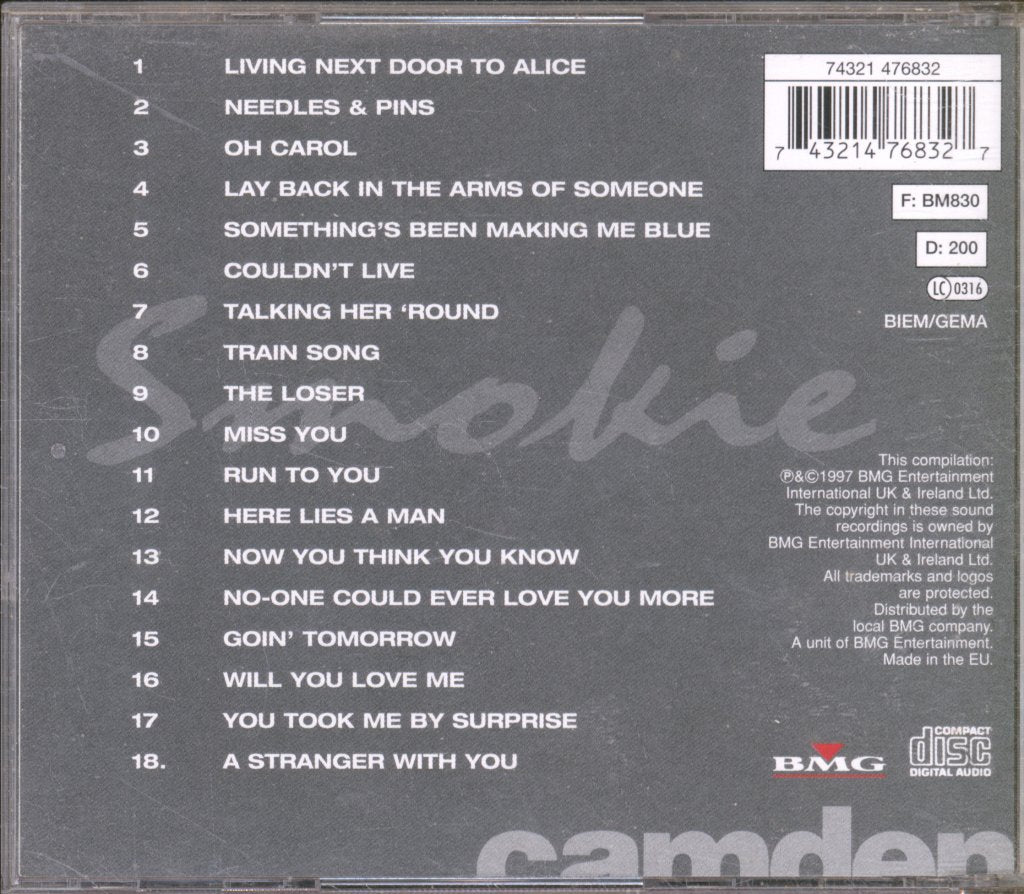 1 LIVING NEXT DOOR TO ALICE
2 NEEDLES & PINS
3 OH CAROL
4 LAY BACK IN THE ARMS OF SOMEONE
5 SOMETHING'S BEEN MAKING ME BLUE
6 COULDN'T LIVE
7 TALKING HER ‘ROUND
8 TRAIN SONG
9 THE LOSER
10 MISS YOU
11 RUN TO YOU
12 HERE LIES A MAN
13 NOW YOU THINK YOU KNOW
14 NO-ONE COULD EVER LOVE YOU MORE
15 GOIN' TOMORROW
16 WILL YOU LOVE ME
17 YOU TOOK ME BY SURPRISE
18. A STRANGER WITH YOU
Smokie
74321 476832
7 43214 76832 7
F: BM830
D: 200
LC 0316
BIEM/GEMA
This compilation:
℗&©1997 BMG Entertainment
International UK & Ireland Ltd.
The copyright in these sound
recordings is owned by
BMG Entertainment International
UK & Ireland Ltd.
All trademarks and logos
are protected.
Distributed by the
local BMG company.
A unit of BMG Entertainment.
Made in the EU.
BMG
COMPACT
disc
DIGITAL AUDIO
camden